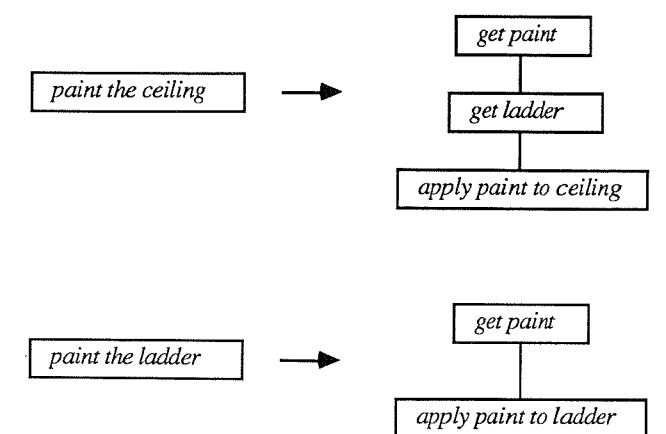 get paint
paint the ceiling
get ladder
apply paint to ceiling
get paint
paint the ladder
apply paint to ladder